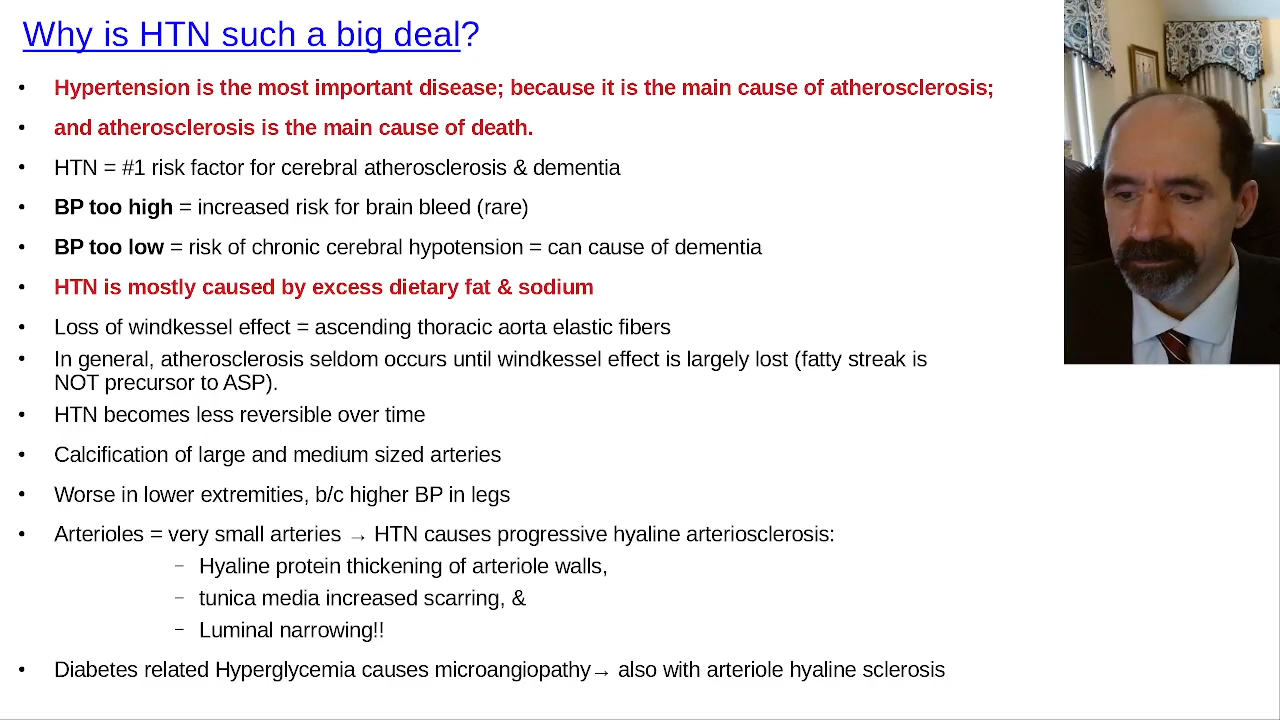 Why is HTN such a big deal?
• Hypertension is the most important disease; because it is the main cause of atherosclerosis;
• and atherosclerosis is the main cause of death.
• HTN = #1 risk factor for cerebral atherosclerosis & dementia
• BP too high = increased risk for brain bleed (rare)
• BP too low = risk of chronic cerebral hypotension = can cause of dementia
• HTN is mostly caused by excess dietary fat & sodium
• Loss of windkessel effect = ascending thoracic aorta elastic fibers
• In general, atherosclerosis seldom occurs until windkessel effect is largely lost (fatty streak is
NOT precursor to ASP).
• HTN becomes less reversible over time
• Calcification of large and medium sized arteries
• Worse in lower extremities, b/c higher BP in legs
• Arterioles = very small arteries → HTN causes progressive hyaline arteriosclerosis:
– Hyaline protein thickening of arteriole walls,
– tunica media increased scarring, &
– Luminal narrowing!!
• Diabetes related Hyperglycemia causes microangiopathy→ also with arteriole hyaline sclerosis